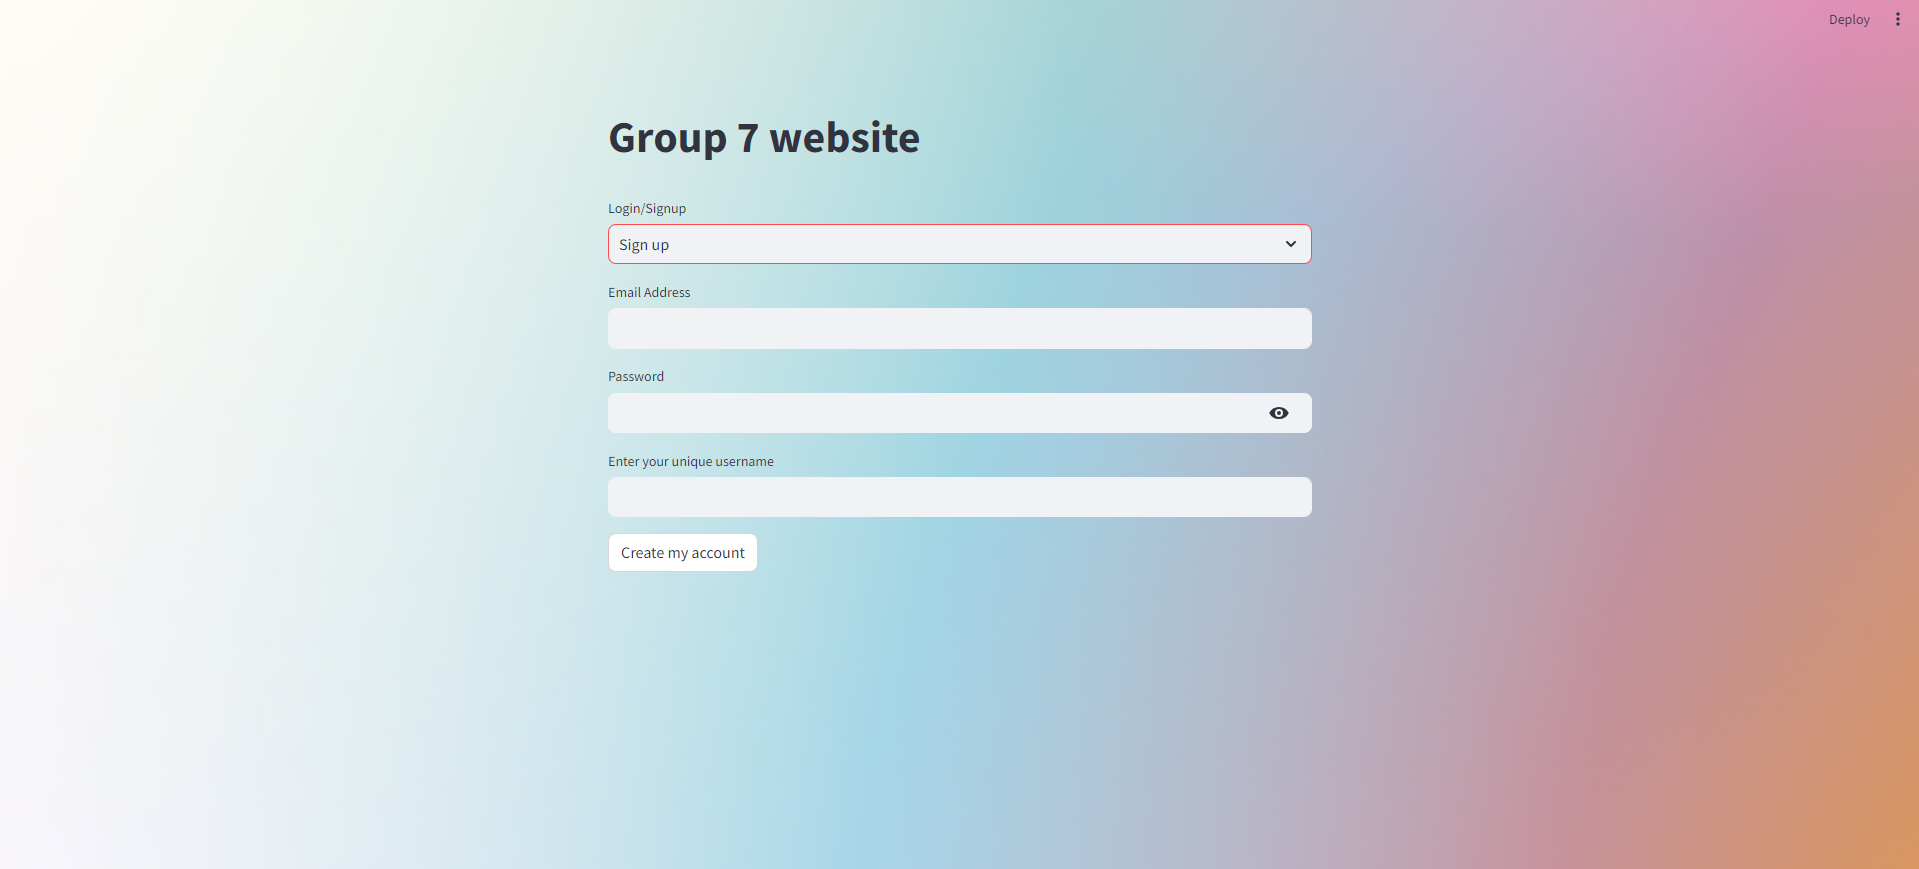 Deploy
Group 7 website
Login/Signup
Sign up
Email Address
Password
Enter your unique username
Create my account